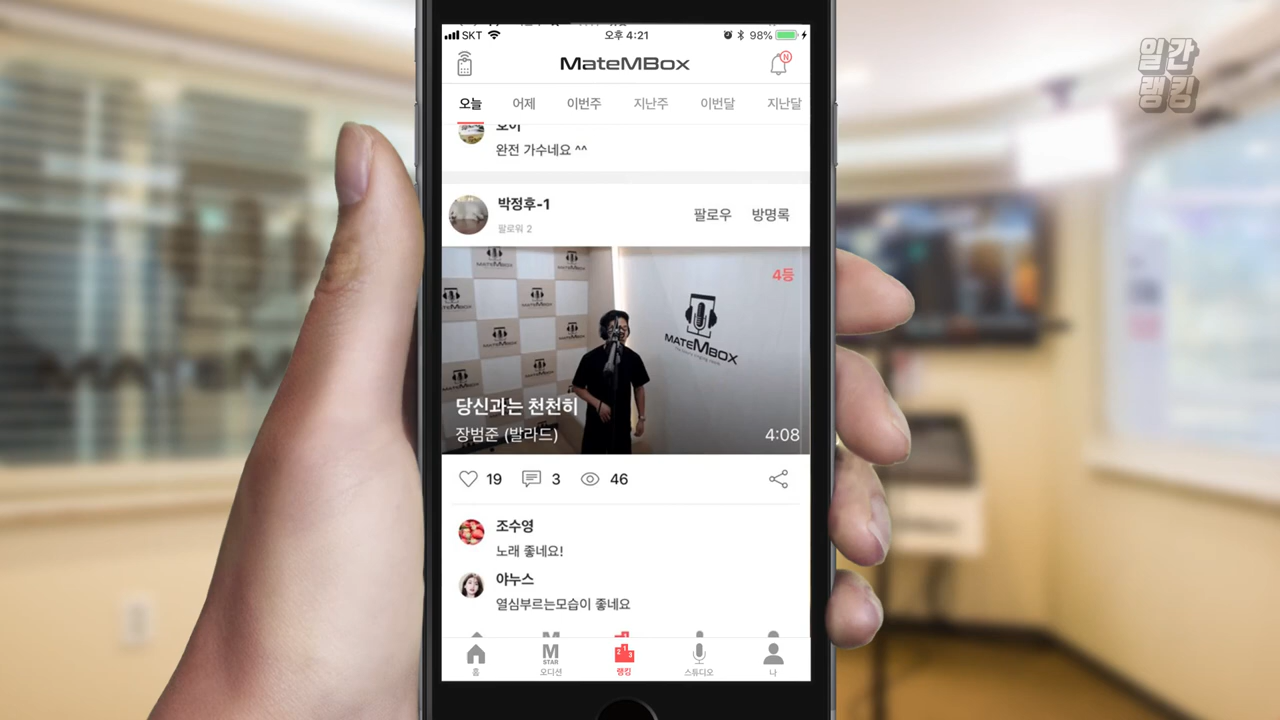 SKT 오후 4:21 98%
일간
랭킹
MateMBox
N
오늘 어제 이번주 지난주 이번달 지난달
완전 가수네요 ^^
박정후-1
팔로워 2
팔로우 방명록
4등
MATEMBOX
당신과는 천천히
장범준 (발라드)
4:08
19 3 46
조수영
노래 좋네요!
야누스
열심부르는모습이 좋네요
M
STAR
2 1 3
홈 오디션 랭킹 스튜디오 나